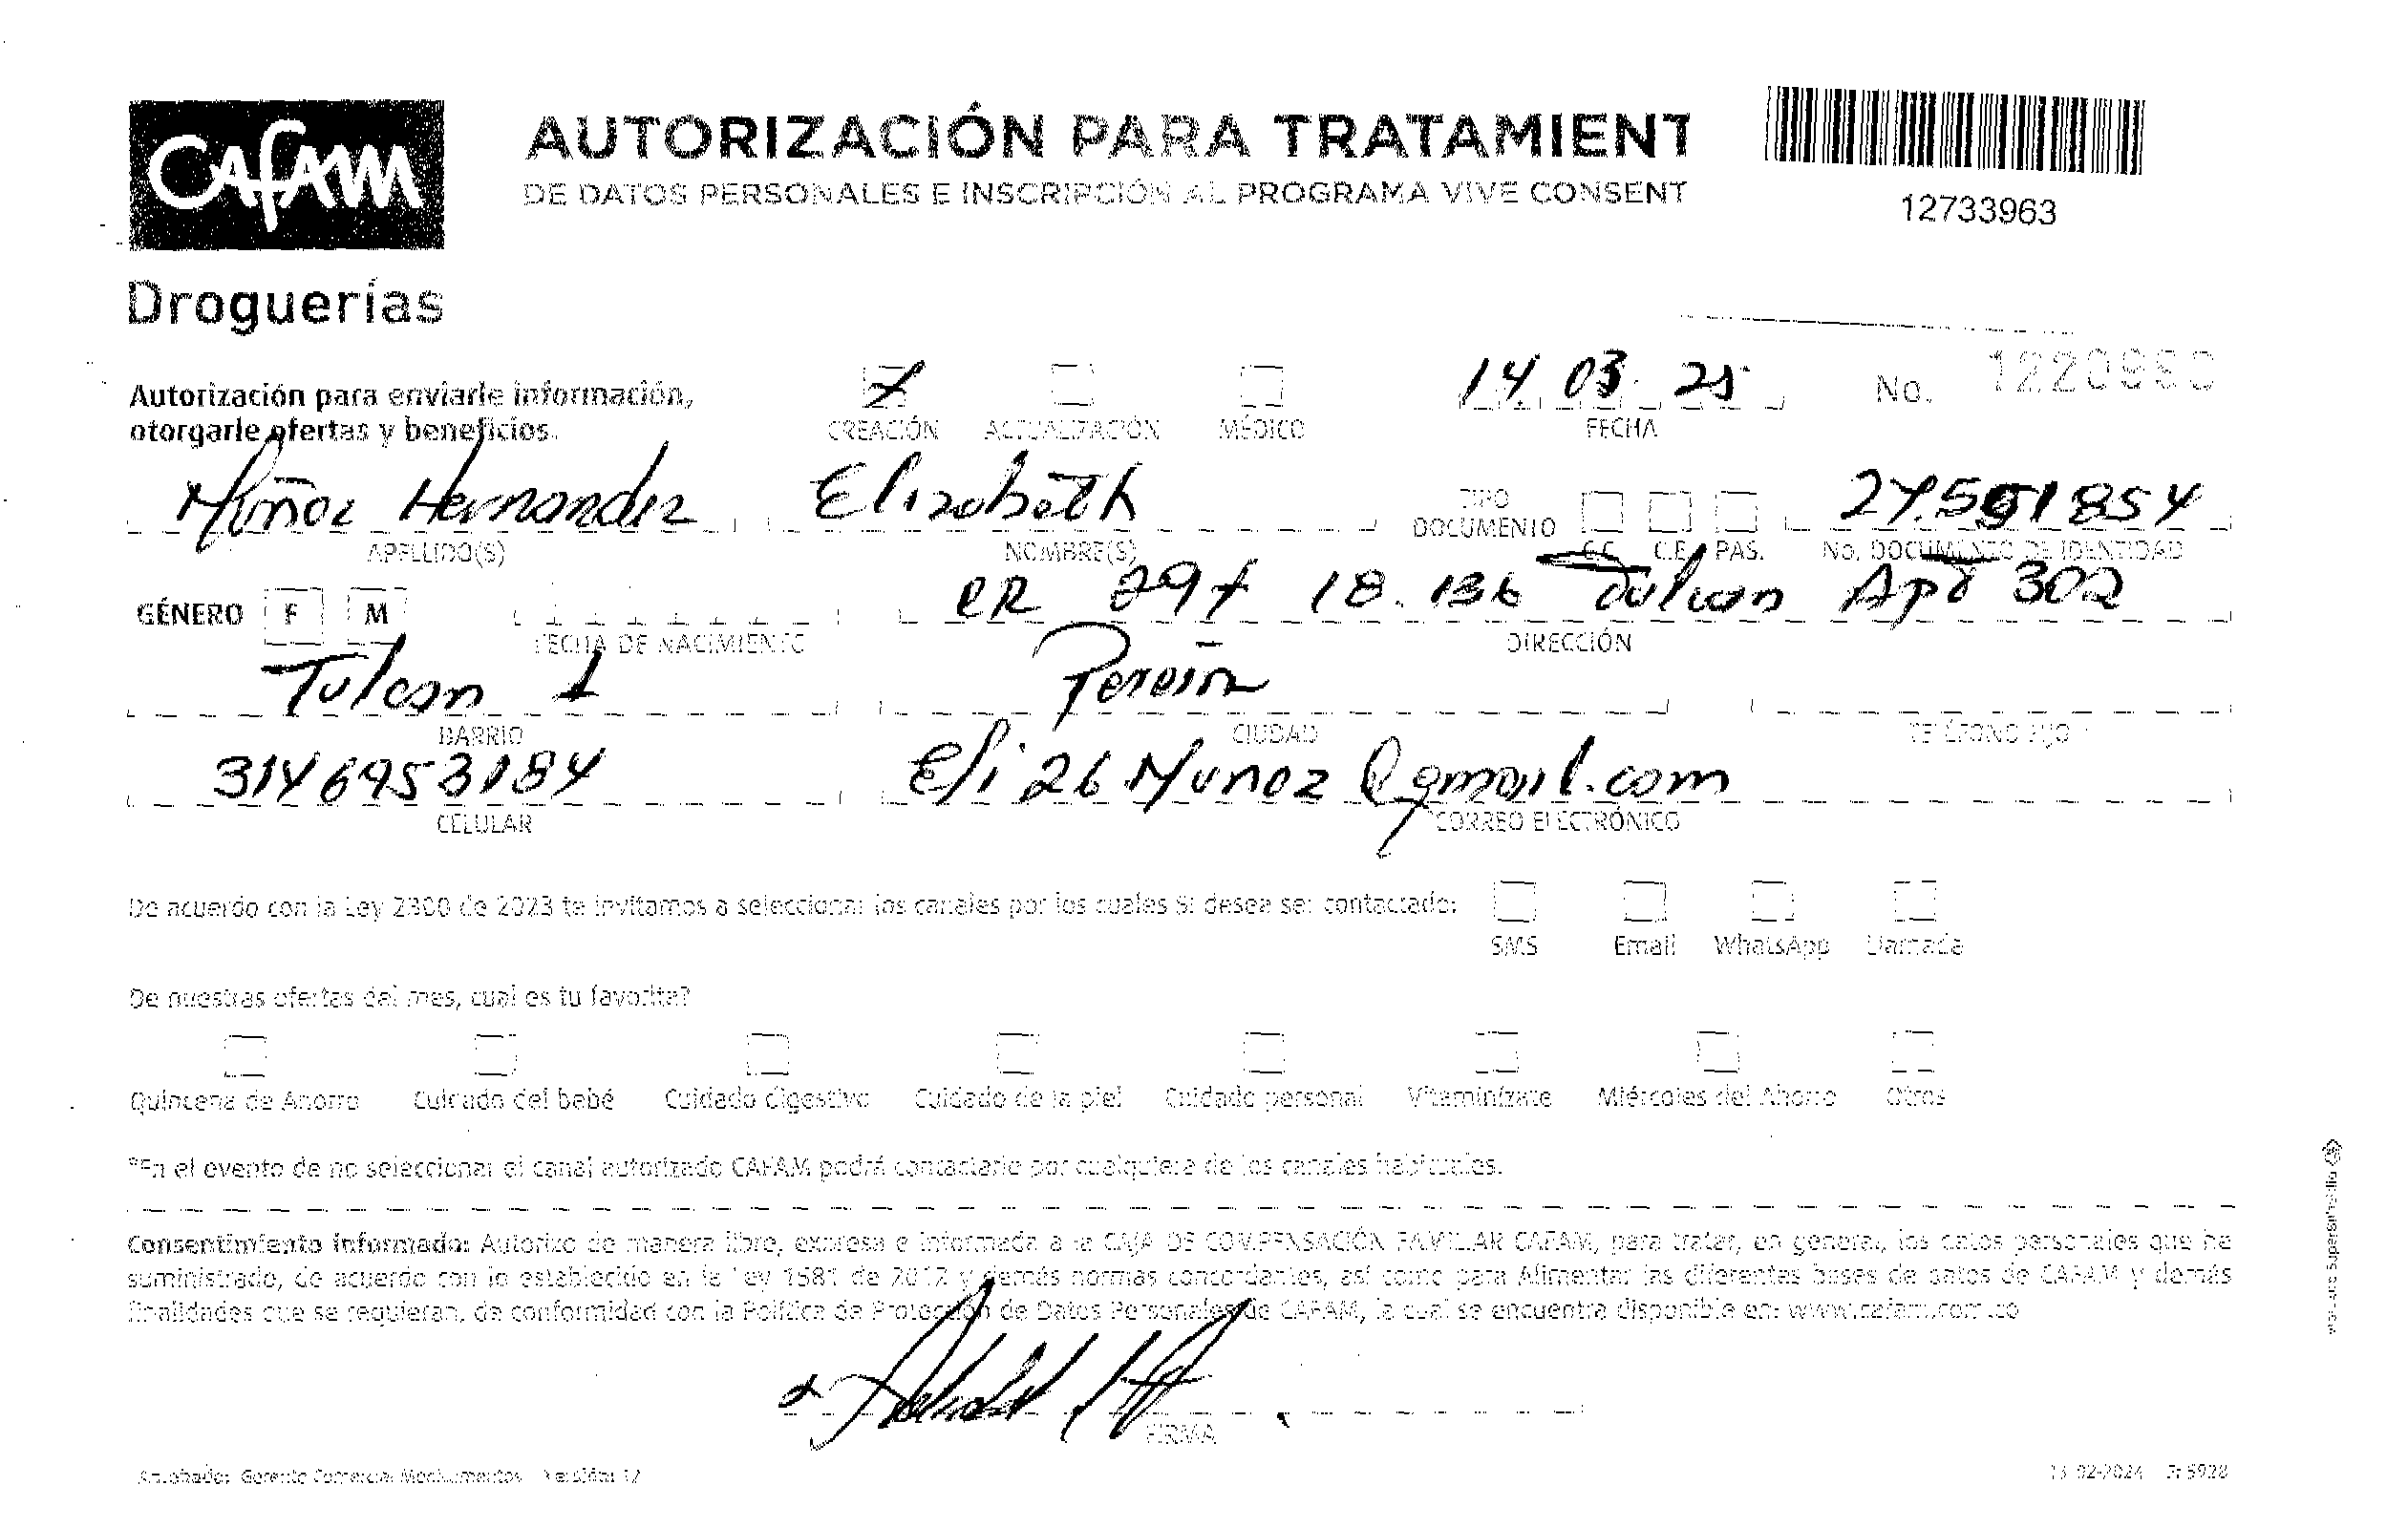 CAfAM
AUTORIZACIÓN PARA TRATAMIENT
DE DATOS PERSONALES E INSCRIPCIÓN AL PROGRAMA VIVE CONSENT
12733963
Droguerías
Autorización para enviarle información,
otorgarle ofertas y beneficios.
CREACIÓN ACTUALIZACIÓN MÉDICO
14 03 25
FECHA
No. 1220990
Muñoz Hernandez Elizabeth
APELLIDO(S) NOMBRE(S)
TIPO
DOCUMENTO C.C. C.E. PAS.
No. DOCUMENTO DE IDENTIDAD
GÉNERO F M
FECHA DE NACIMIENTO
18.136 Tulcan Apto 302
DIRECCIÓN
Tulcan 1 Pereira
BARRIO CIUDAD TELÉFONO FIJO
3146953184 Eli26Munoz@gmail.com
CELULAR CORREO ELECTRÓNICO
De acuerdo con la Ley 2300 de 2023 te invitamos a seleccionar los canales por los cuales SI desea ser contactado:
SMS Email WhatsApp Llamada
De nuestras ofertas del mes, cual es tu favorita?
Quincena de Ahorro Cuidado del bebé Cuidado digestivo Cuidado de la piel Cuidado personal Vitaminízate Miércoles del Ahorro Otros
*En el evento de no seleccionar el canal autorizado CAFAM podrá contactarle por cualquiera de los canales habituales.
Consentimiento informado: Autorizo de manera libre, expresa e informada a la CAJA DE COMPENSACIÓN FAMILIAR CAFAM, para tratar, en general, los datos personales que he
suministrado, de acuerdo con lo establecido en la Ley 1581 de 2012 y demás normas concordantes, así como para Alimentar las diferentes bases de datos de CAFAM y demás
finalidades que se requieran, de conformidad con la Política de Protección de Datos Personales de CAFAM, la cual se encuentra disponible en: www.cafam.com.co
FIRMA
Aprobado: Gerente Comercial Medicamentos Versión: 12
13-02-2024